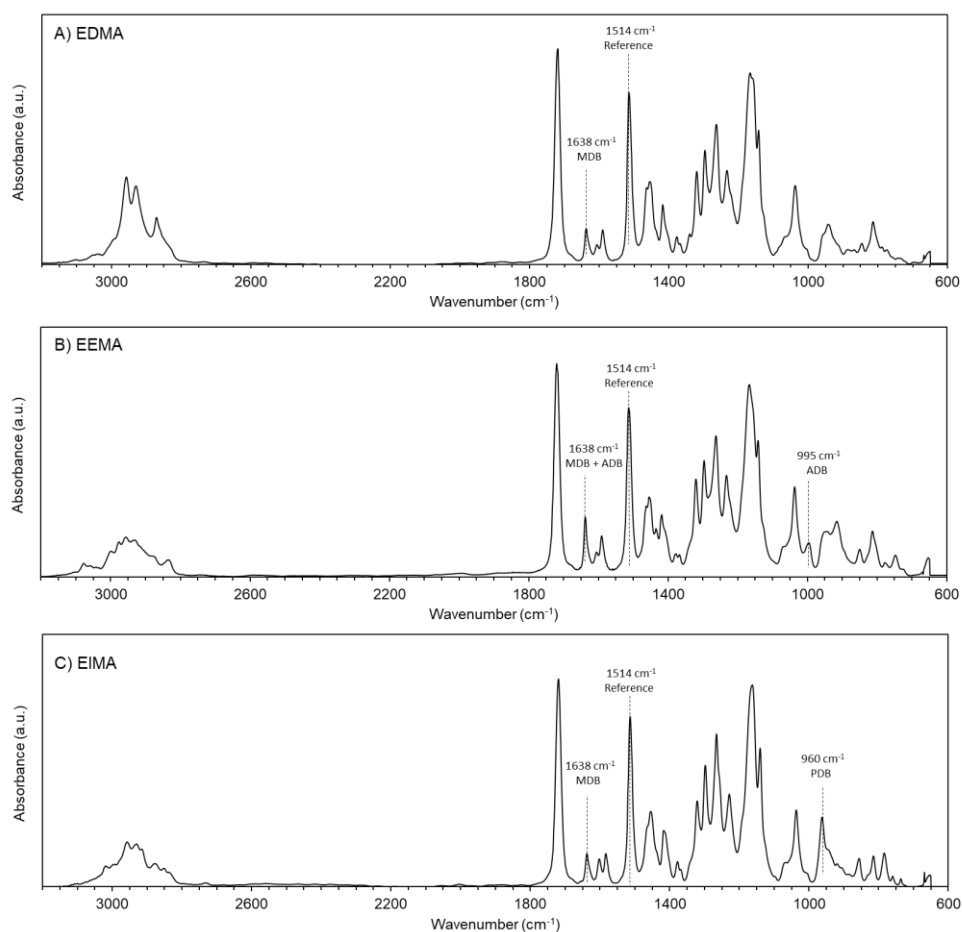 A) EDMA
1514 cm⁻¹
Reference
1638 cm⁻¹
MDB
Absorbance (a.u.)
3000 2600 2200 1800 1400 1000 600
Wavenumber (cm⁻¹)
B) EEMA
1514 cm⁻¹
Reference
1638 cm⁻¹
MDB + ADB
995 cm⁻¹
ADB
Absorbance (a.u.)
3000 2600 2200 1800 1400 1000 600
Wavenumber (cm⁻¹)
C) EIMA
1514 cm⁻¹
Reference
1638 cm⁻¹
MDB
960 cm⁻¹
PDB
Absorbance (a.u.)
3000 2600 2200 1800 1400 1000 600
Wavenumber (cm⁻¹)